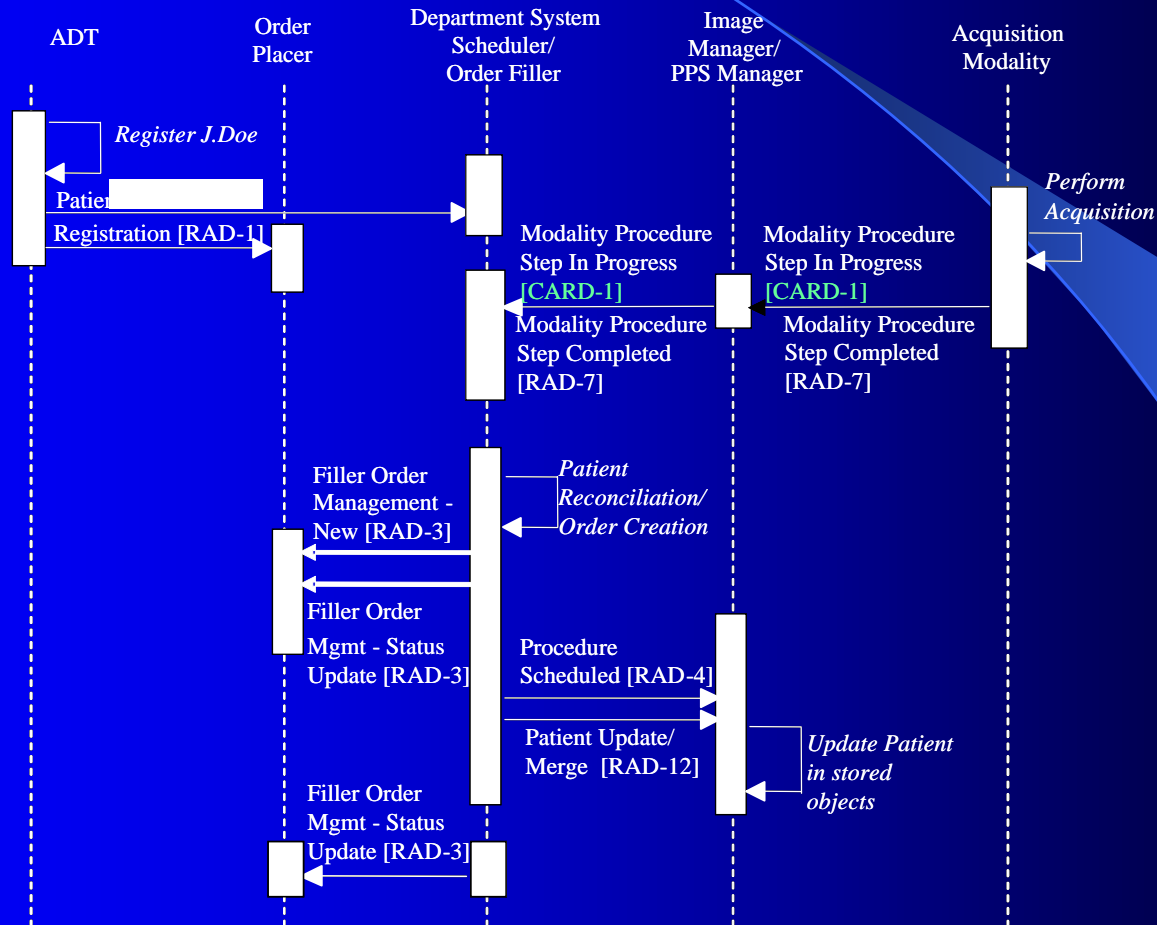 ADT
Order
Placer
Department System
Scheduler/
Order Filler
Image
Manager/
PPS Manager
Acquisition
Modality
Register J.Doe
Registration [RAD-1]
Perform
Acquisition
Modality Procedure
Step In Progress
[CARD-1]
Modality Procedure
Step Completed
[RAD-7]
Modality Procedure
Step In Progress
[CARD-1]
Modality Procedure
Step Completed
[RAD-7]
Filler Order
Management -
New [RAD-3]
Patient
Reconciliation/
Order Creation
Filler Order
Mgmt - Status
Update [RAD-3]
Procedure
Scheduled [RAD-4]
Patient Update/
Merge [RAD-12]
Update Patient
in stored
objects
Filler Order
Mgmt - Status
Update [RAD-3]